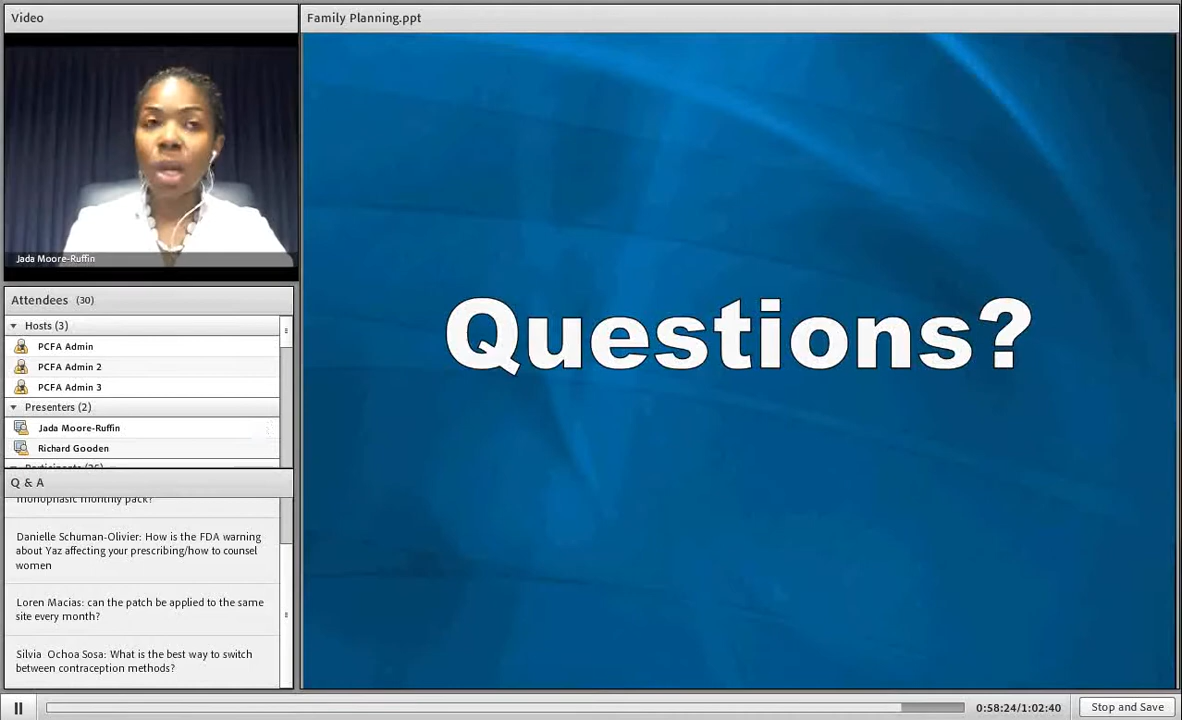 Video
Family Planning.ppt
Jada Moore-Ruffin
Questions?
Attendees (30)
Hosts (3)
PCFA Admin
PCFA Admin 2
PCFA Admin 3
Presenters (2)
Jada Moore-Ruffin
Richard Gooden
Participants
Q & A
monophasic monthly pack?
Danielle Schuman-Olivier: How is the FDA warning
about Yaz affecting your prescribing/how to counsel
women
Loren Macias: can the patch be applied to the same
site every month?
Silvia Ochoa Sosa: What is the best way to switch
between contraception methods?
0:58:24/1:02:40
Stop and Save